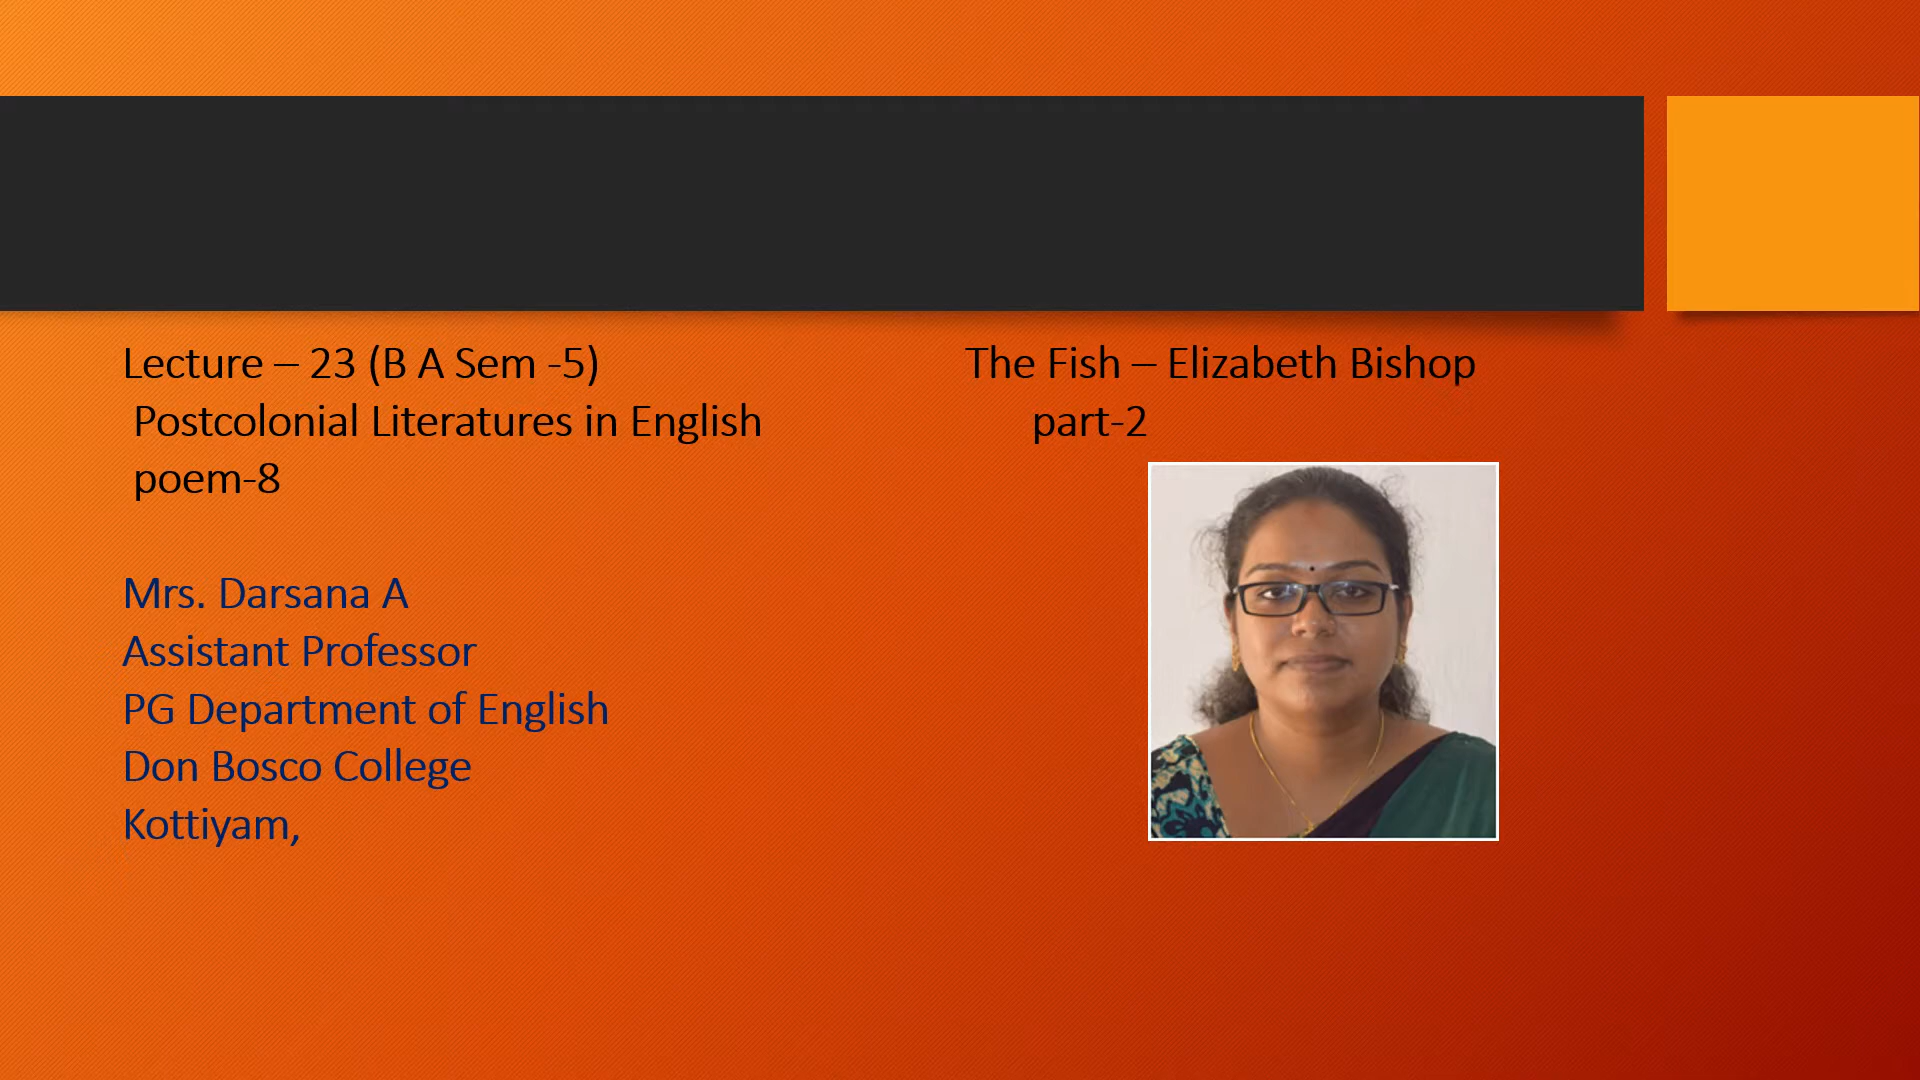 Lecture – 23 (B A Sem -5)
Postcolonial Literatures in English
poem-8
Mrs. Darsana A
Assistant Professor
PG Department of English
Don Bosco College
Kottiyam,
The Fish – Elizabeth Bishop
part-2